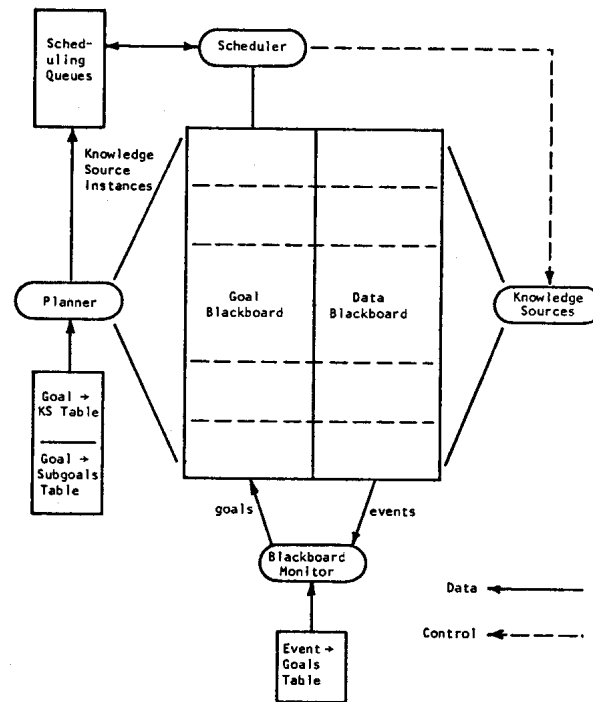 Sched-
uling
Queues
Scheduler
Knowledge
Source
Instances
Planner
Goal
Blackboard
Data
Blackboard
Knowledge
Sources
Goal →
KS Table
Goal →
Subgoals
Table
goals
events
Blackboard
Monitor
Data
Control
Event →
Goals
Table